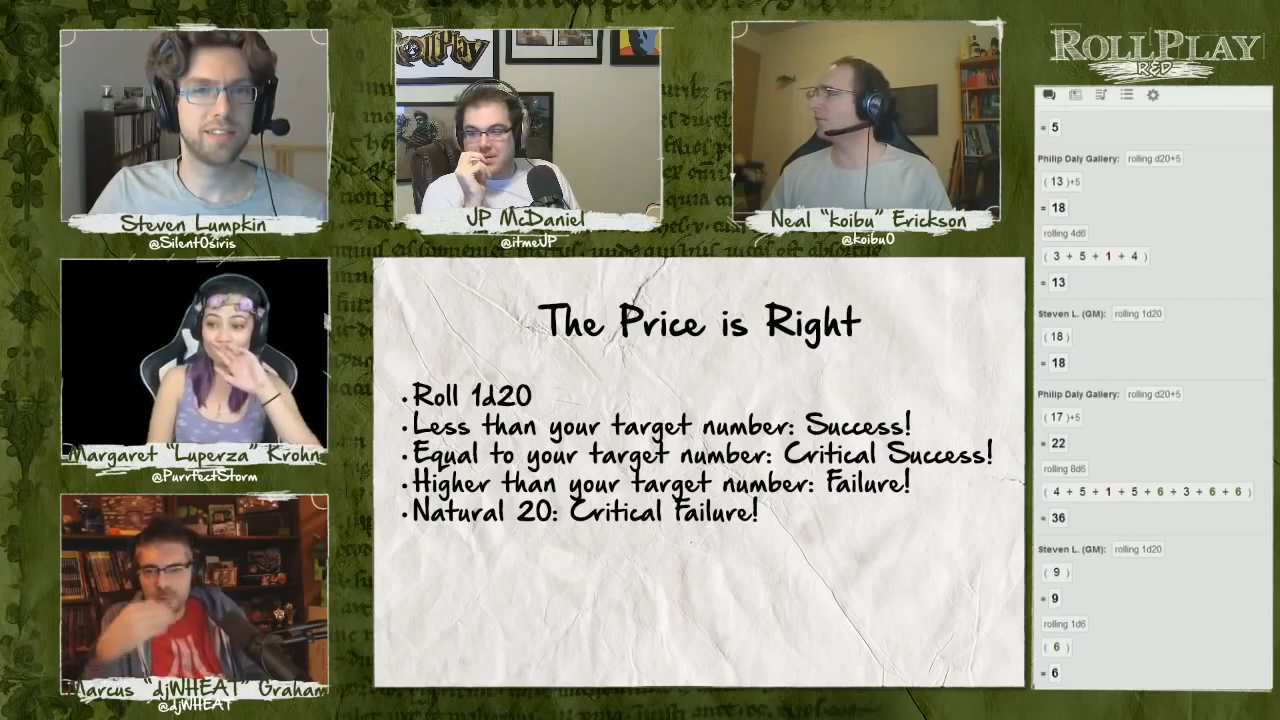 RollPlay
Steven Lumpkin
@SilentOsiris
JP McDaniel
@itmeJP
Neal "koibu" Erickson
@koibu0
Margaret "Luperza" Krohn
@PurrfectStorm
Marcus "djWHEAT" Graham
@djWHEAT
The Price is Right
• Roll 1d20
• Less than your target number: Success!
• Equal to your target number: Critical Success!
• Higher than your target number: Failure!
• Natural 20: Critical Failure!
ROLLPLAY
R&D
= 5
Philip Daly Gallery: rolling d20+5
( 13 )+5
= 18
rolling 4d6
( 3 + 5 + 1 + 4 )
= 13
Steven L. (GM): rolling 1d20
( 18 )
= 18
Philip Daly Gallery: rolling d20+5
( 17 )+5
= 22
rolling 8d6
( 4 + 5 + 1 + 5 + 6 + 3 + 6 + 6 )
= 36
Steven L. (GM): rolling 1d20
( 9 )
= 9
rolling 1d6
( 6 )
= 6